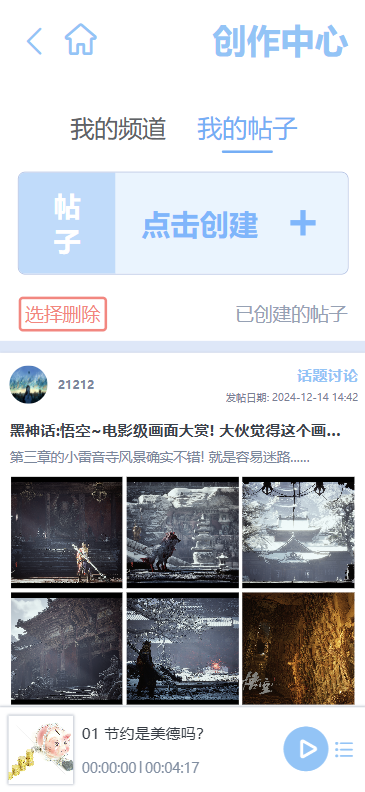 创作中心
我的频道 我的帖子
帖
子
点击创建 +
选择删除 已创建的帖子
21212
话题讨论
发帖日期: 2024-12-14 14:42
黑神话:悟空~电影级画面大赏! 大伙觉得这个画...
第三章的小雷音寺风景确实不错! 就是容易迷路......
悟空
01 节约是美德吗?
00:00:00|00:04:17